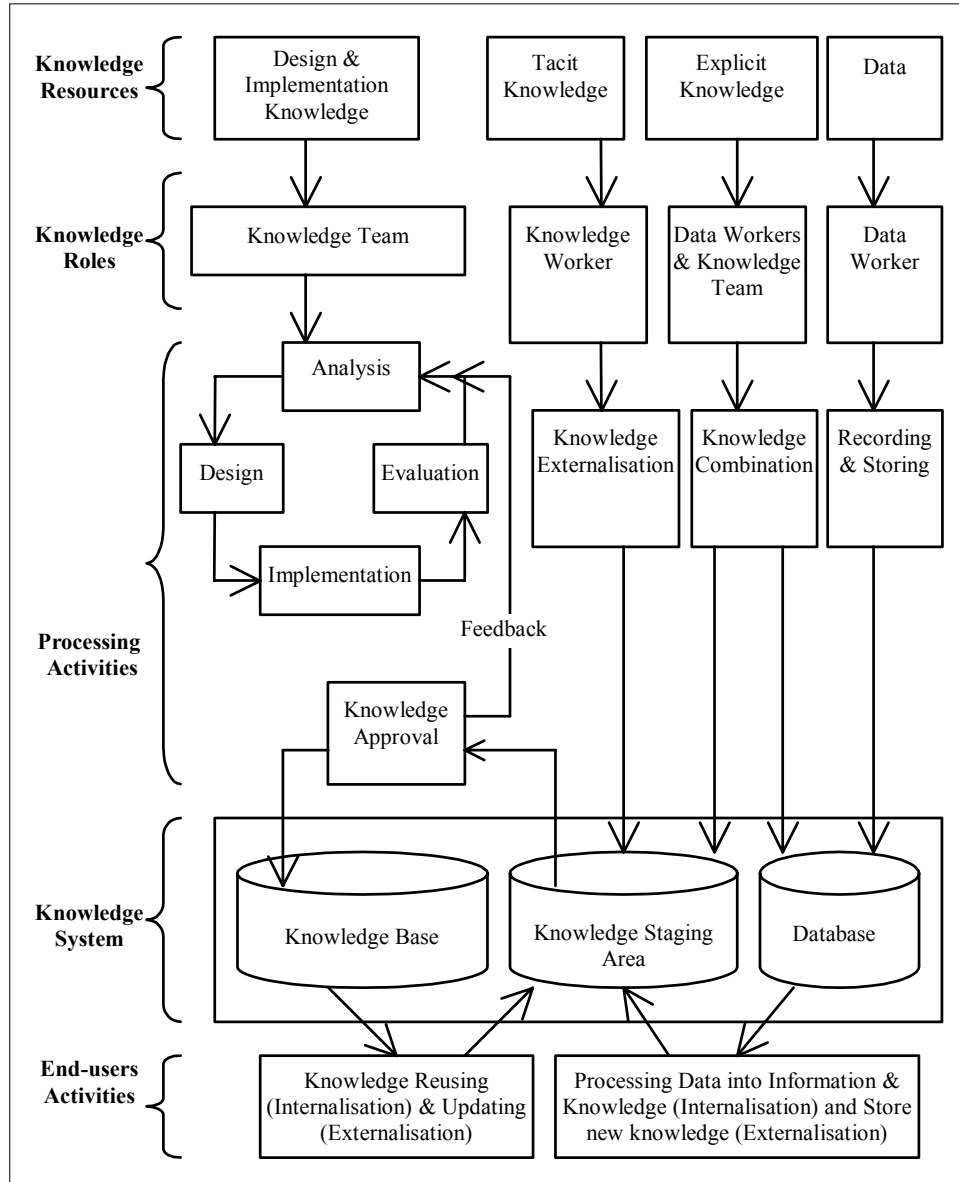 Knowledge
Resources
Design &
Implementation
Knowledge
Tacit
Knowledge
Explicit
Knowledge
Data
Knowledge
Roles
Knowledge Team
Knowledge
Worker
Data Workers
& Knowledge
Team
Data
Worker
Processing
Activities
Analysis
Design
Evaluation
Implementation
Feedback
Knowledge
Approval
Knowledge
Externalisation
Knowledge
Combination
Recording
& Storing
Knowledge
System
Knowledge Base
Knowledge Staging
Area
Database
End-users
Activities
Knowledge Reusing
(Internalisation) & Updating
(Externalisation)
Processing Data into Information &
Knowledge (Internalisation) and Store
new knowledge (Externalisation)